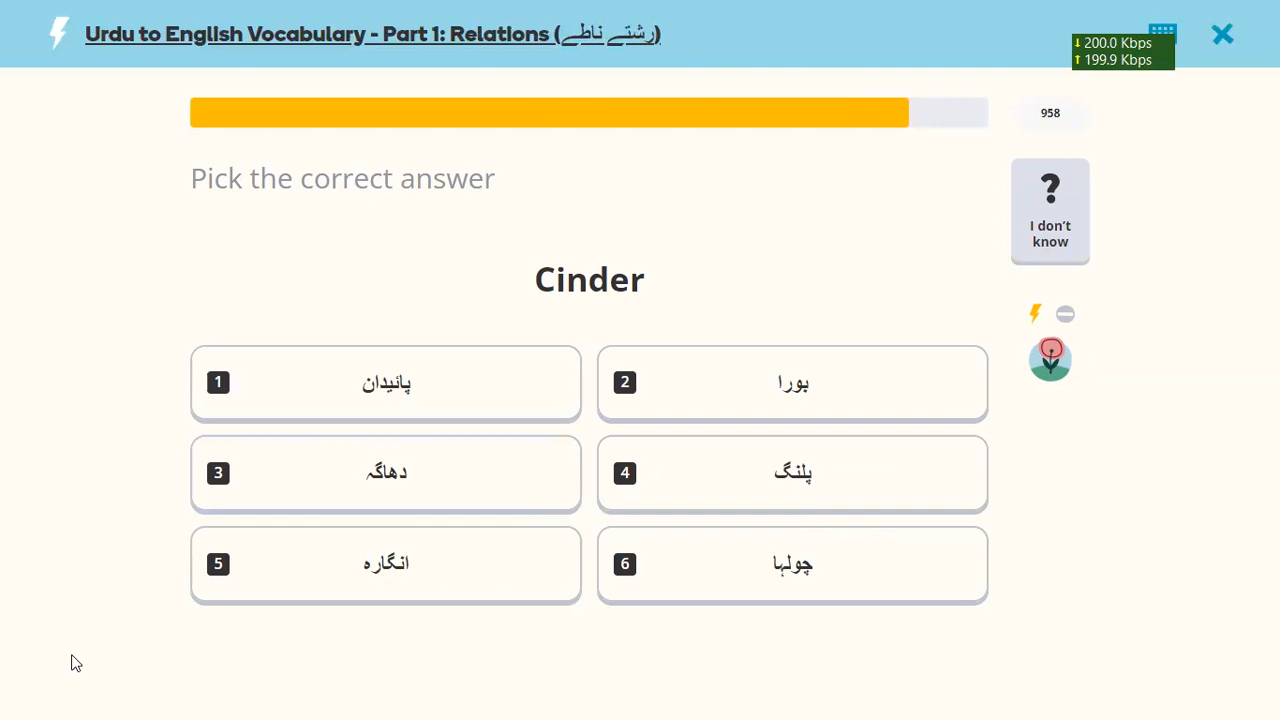 Urdu to English Vocabulary - Part 1: Relations (رشتے ناطے)
↓ 200.0 Kbps
↑ 199.9 Kbps
958
Pick the correct answer
?
I don't
know
Cinder
1 پائیدان
2 بورا
3 دھاگہ
4 پلنگ
5 انگارہ
6 چولہا